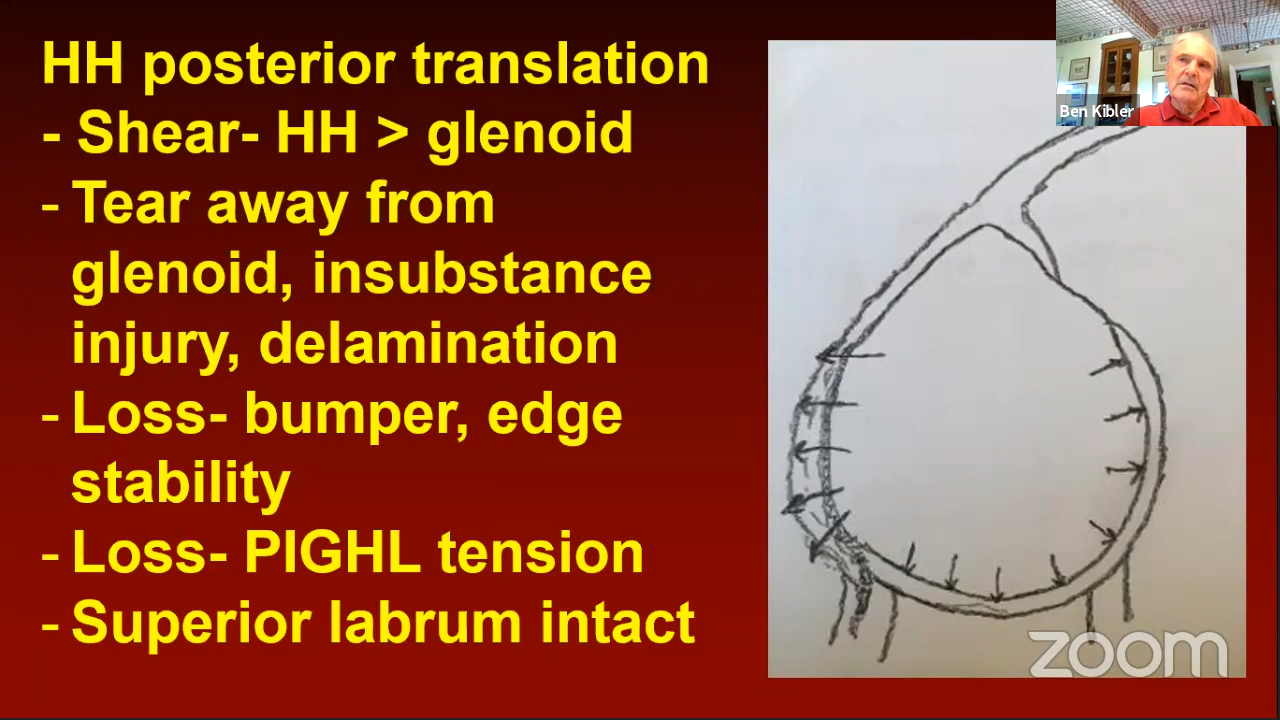 HH posterior translation
- Shear- HH > glenoid
- Tear away from
glenoid, insubstance
injury, delamination
- Loss- bumper, edge
stability
- Loss- PIGHL tension
- Superior labrum intact
Ben Kibler
zoom